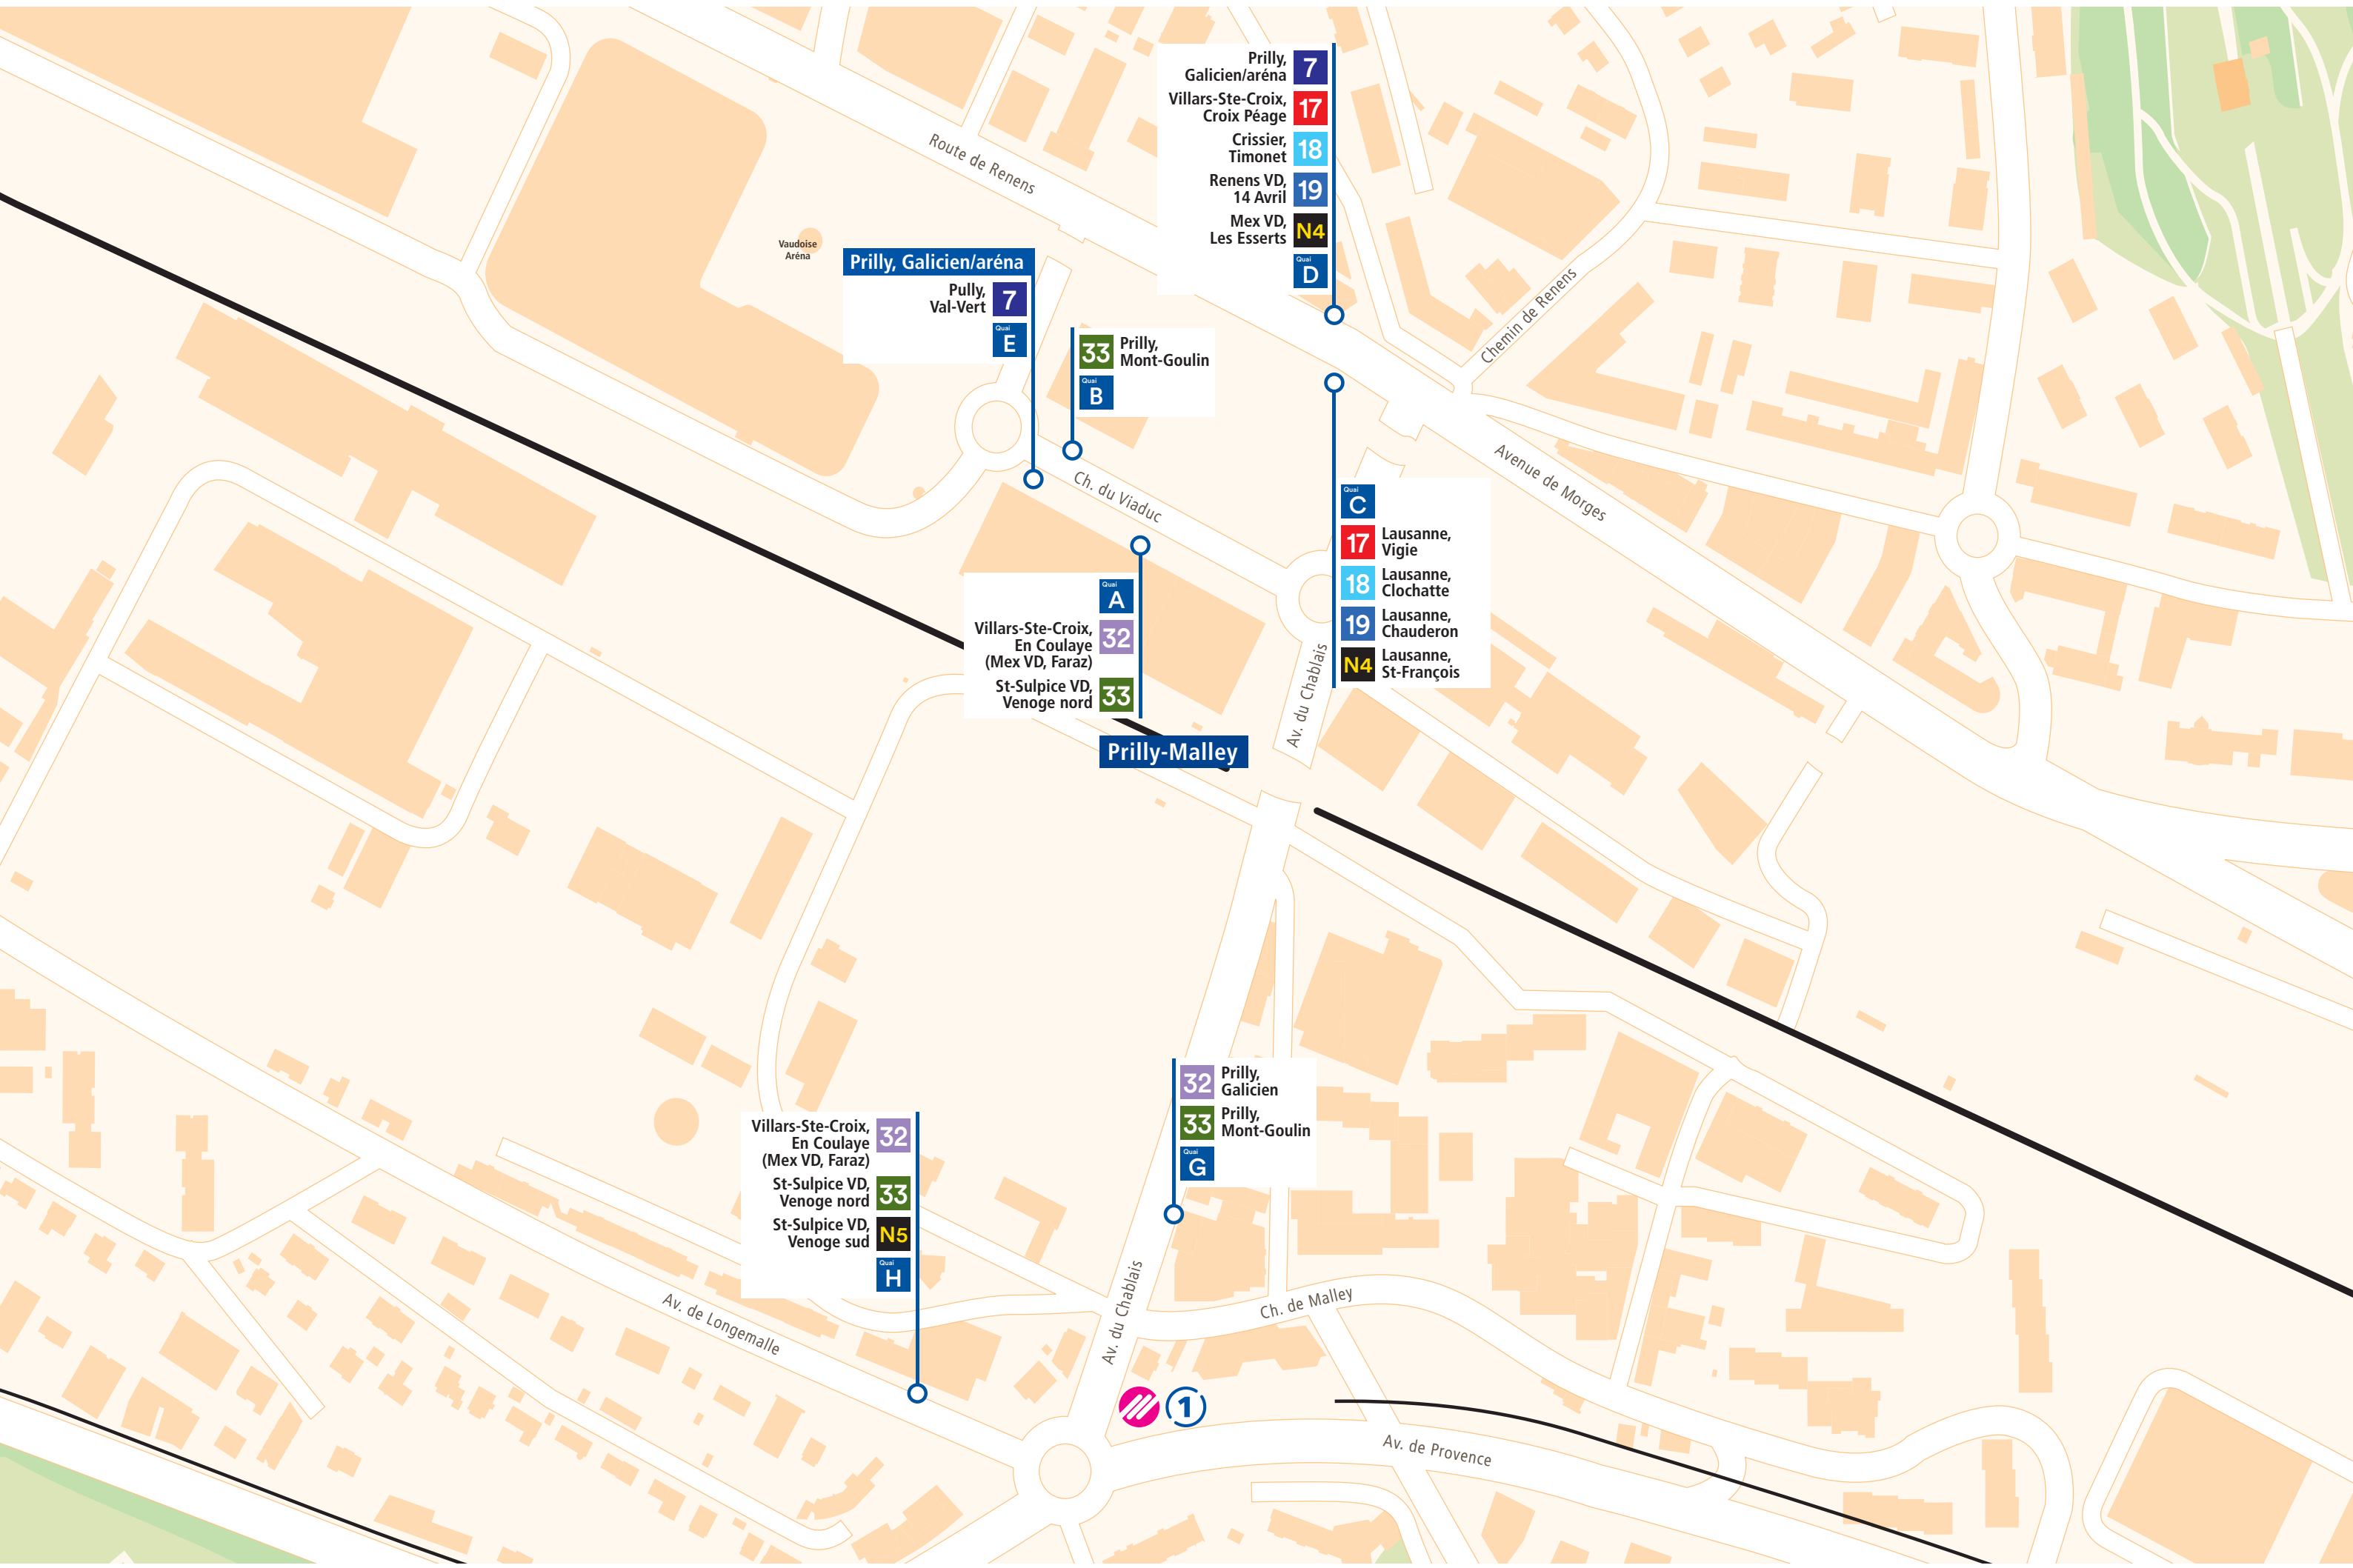 Prilly,
Galicien/aréna
7
Villars-Ste-Croix,
Croix Péage
17
Crissier,
Timonet
18
Renens VD,
14 Avril
19
Mex VD,
Les Esserts
N4
Quai
D
Route de Renens
Vaudoise
Aréna
Prilly, Galicien/aréna
Pully,
Val-Vert
7
Quai
E
33
Prilly,
Mont-Goulin
Quai
B
Chemin de Renens
Ch. du Viaduc
Avenue de Morges
Quai
C
17
Lausanne,
Vigie
18
Lausanne,
Clochatte
19
Lausanne,
Chauderon
N4
Lausanne,
St-François
Quai
A
Villars-Ste-Croix,
En Coulaye
(Mex VD, Faraz)
32
St-Sulpice VD,
Venoge nord
33
Av. du Chablais
Prilly-Malley
32
Prilly,
Galicien
33
Prilly,
Mont-Goulin
Quai
G
Villars-Ste-Croix,
En Coulaye
(Mex VD, Faraz)
32
St-Sulpice VD,
Venoge nord
33
St-Sulpice VD,
Venoge sud
N5
Quai
H
Av. de Longemalle
Av. du Chablais
Ch. de Malley
1
Av. de Provence